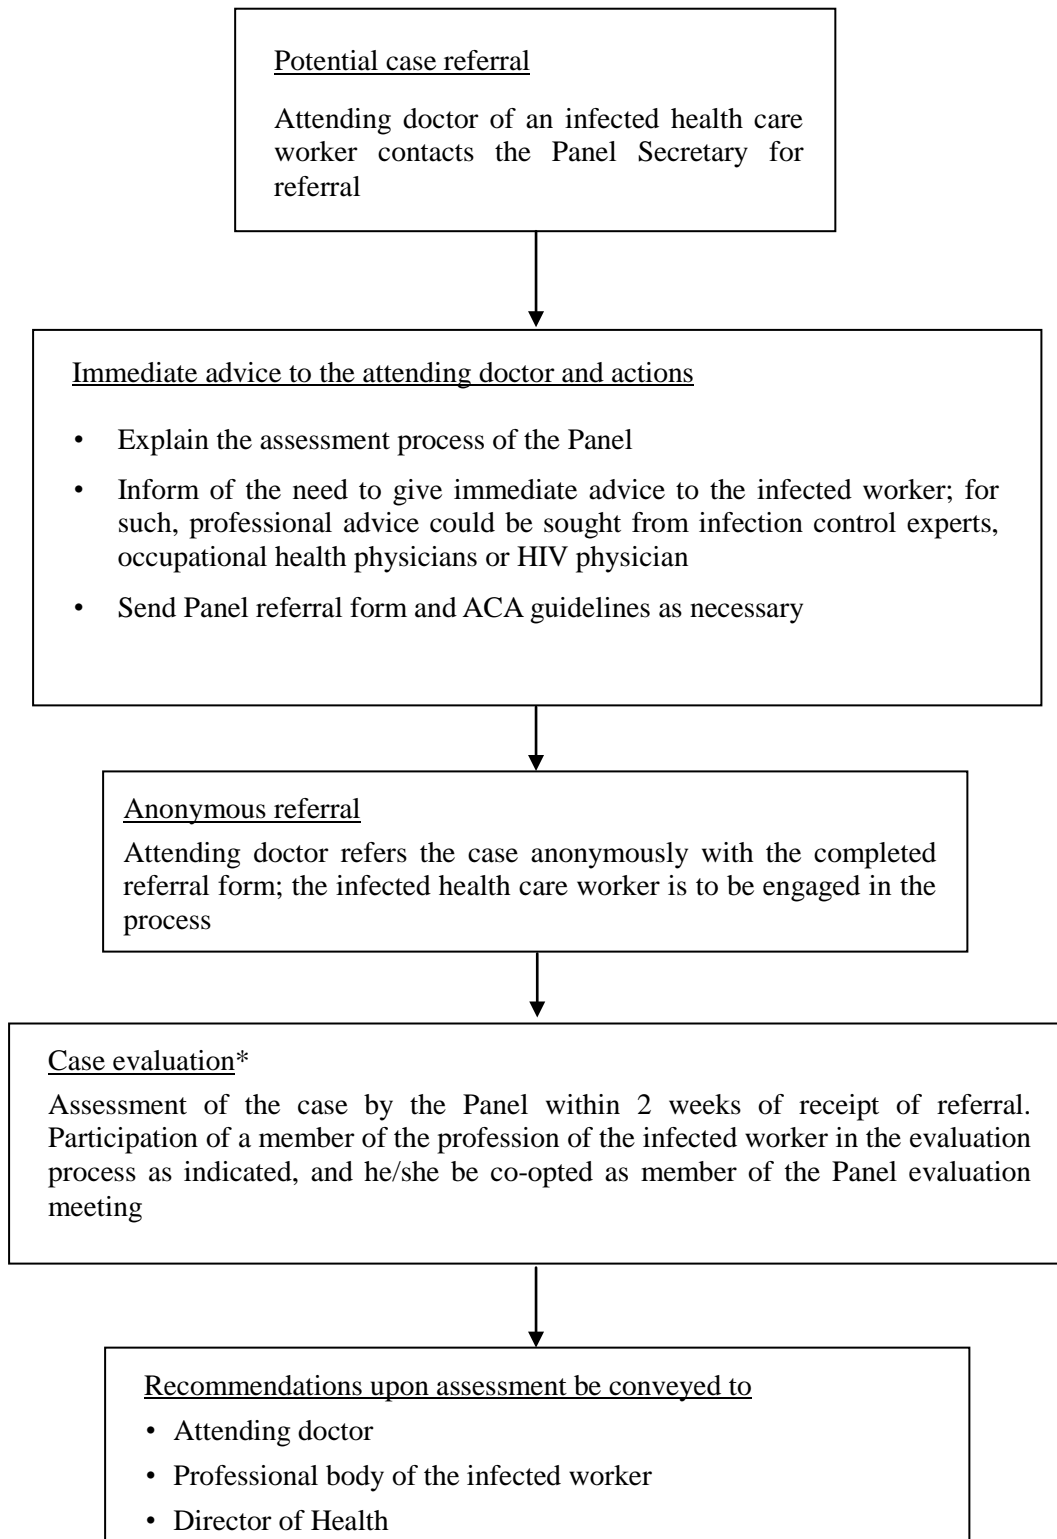 Potential case referral
Attending doctor of an infected health care
worker contacts the Panel Secretary for
referral
Immediate advice to the attending doctor and actions
• Explain the assessment process of the Panel
• Inform of the need to give immediate advice to the infected worker; for
such, professional advice could be sought from infection control experts,
occupational health physicians or HIV physician
• Send Panel referral form and ACA guidelines as necessary
Anonymous referral
Attending doctor refers the case anonymously with the completed
referral form; the infected health care worker is to be engaged in the
process
Case evaluation*
Assessment of the case by the Panel within 2 weeks of receipt of referral.
Participation of a member of the profession of the infected worker in the evaluation
process as indicated, and he/she be co-opted as member of the Panel evaluation
meeting
Recommendations upon assessment be conveyed to
• Attending doctor
• Professional body of the infected worker
• Director of Health